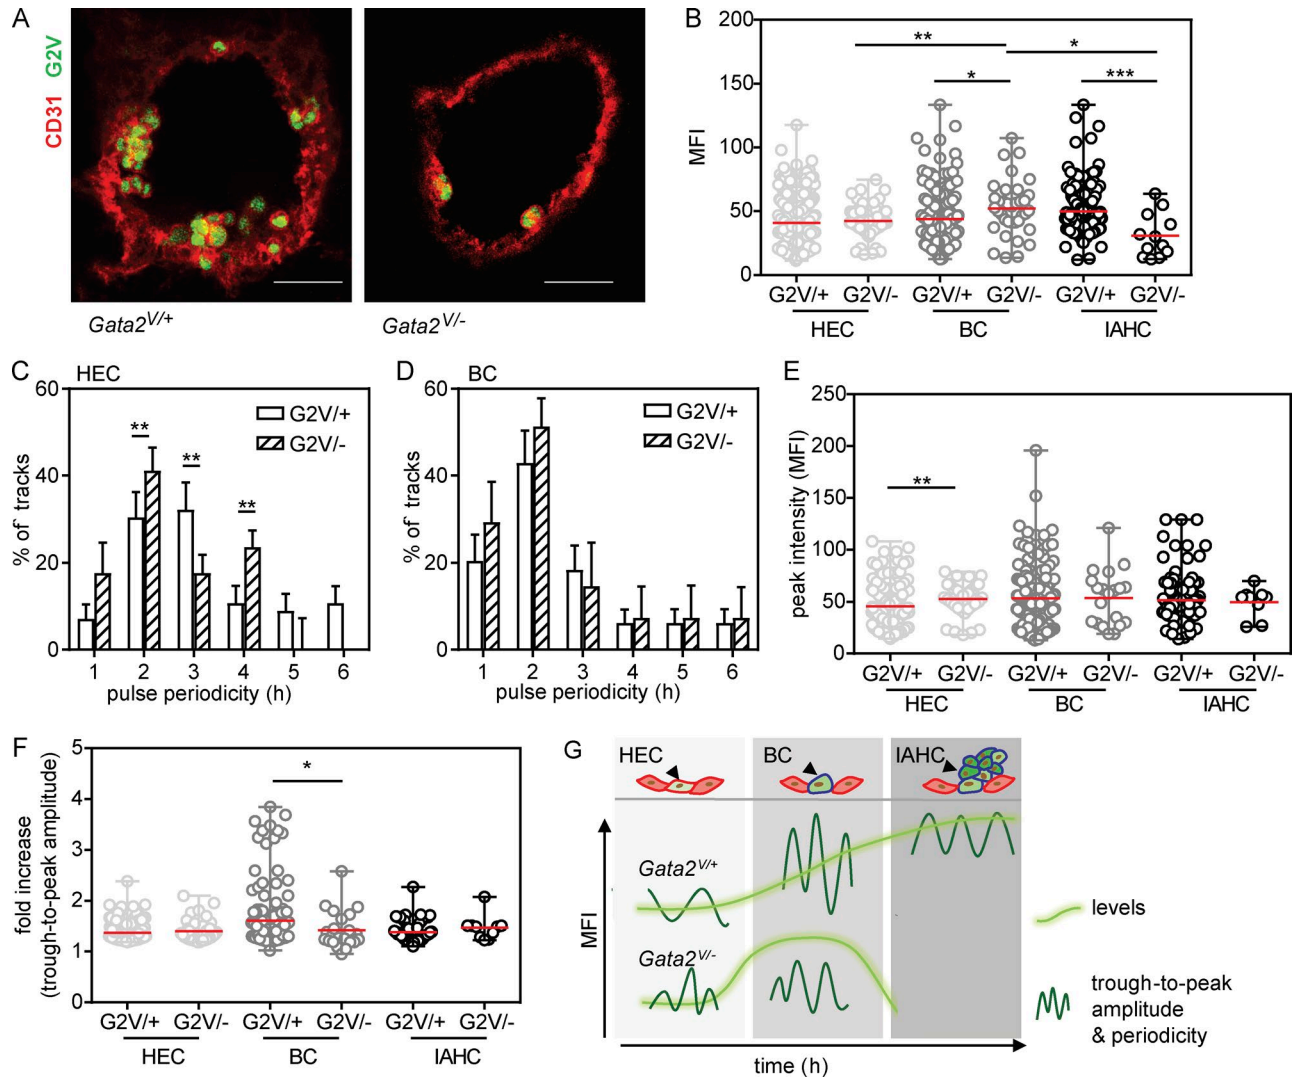 A
CD31 G2V
Gata2V/+
Gata2V/-
B
MFI
200
150
100
50
0
** * * ***
G2V/+ G2V/- G2V/+ G2V/- G2V/+ G2V/-
HEC BC IAHC
C HEC
% of tracks
60
40
20
0
** ** **
G2V/+
G2V/-
1 2 3 4 5 6
pulse periodicity (h)
D BC
% of tracks
60
40
20
0
G2V/+
G2V/-
1 2 3 4 5 6
pulse periodicity (h)
E
peak intensity (MFI)
250
200
150
100
50
0
**
G2V/+ G2V/- G2V/+ G2V/- G2V/+ G2V/-
HEC BC IAHC
F
fold increase
(trough-to-peak amplitude)
5
4
3
2
1
0
*
G2V/+ G2V/- G2V/+ G2V/- G2V/+ G2V/-
HEC BC IAHC
G
HEC BC IAHC
MFI
Gata2V/+
Gata2V/-
time (h)
levels
trough-to-peak
amplitude
& periodicity